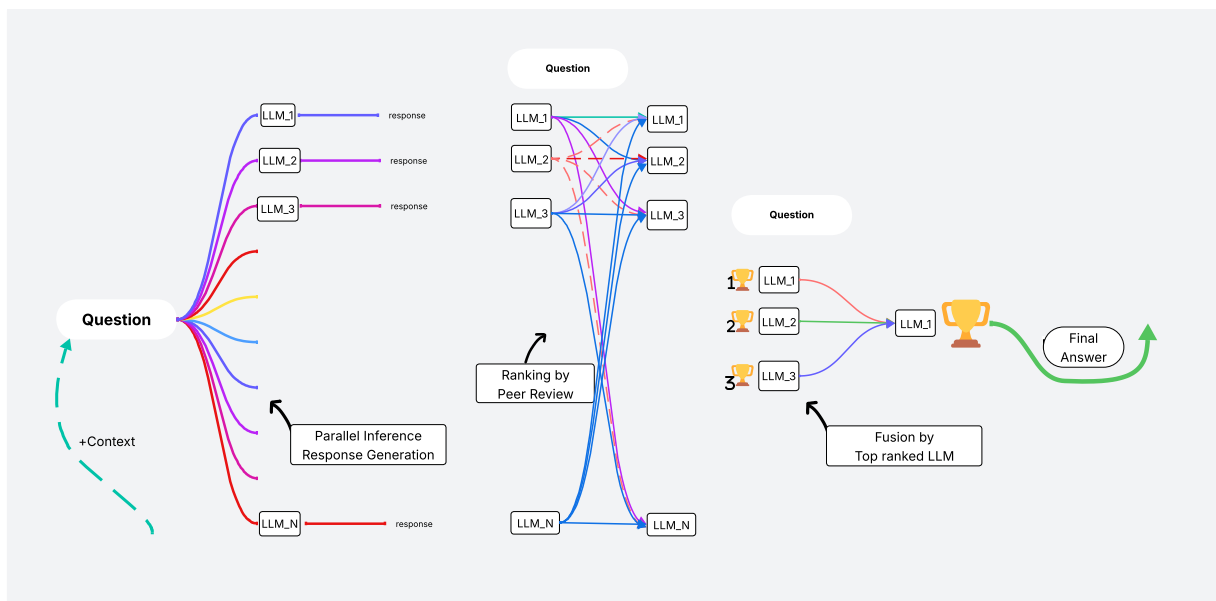 LLM_1
response
LLM_2
response
LLM_3
response
Question
+Context
Parallel Inference
Response Generation
LLM_N
response
Question
LLM_1
LLM_1
LLM_2
LLM_2
LLM_3
LLM_3
Ranking by
Peer Review
LLM_N
LLM_N
Question
1
LLM_1
2
LLM_2
3
LLM_3
LLM_1
Final
Answer
Fusion by
Top ranked LLM